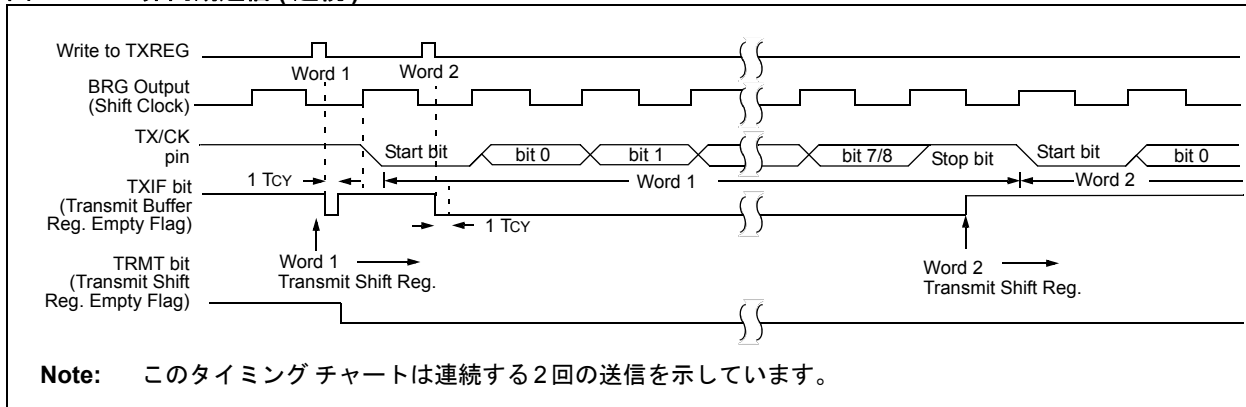 Write to TXREG
Word 1
Word 2
BRG Output
(Shift Clock)
TX/CK
pin
Start bit
bit 0
bit 1
bit 7/8
Stop bit
Start bit
bit 0
1 TCY
Word 1
Word 2
TXIF bit
(Transmit Buffer
Reg. Empty Flag)
1 TCY
Word 1
Transmit Shift Reg.
Word 2
Transmit Shift Reg.
TRMT bit
(Transmit Shift
Reg. Empty Flag)
Note: このタイミング チャートは連続する2回の送信を示しています。